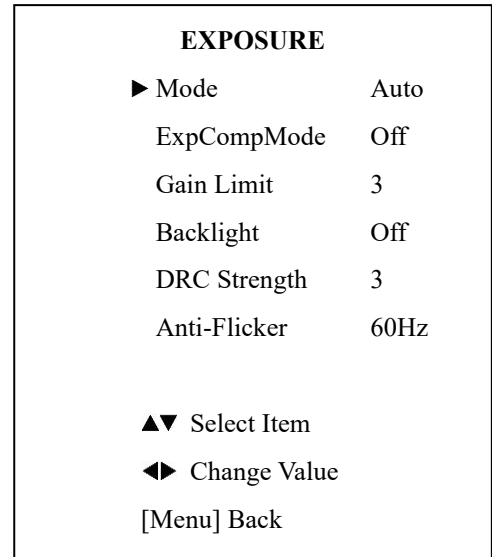 EXPOSURE
▶ Mode Auto
ExpCompMode Off
Gain Limit 3
Backlight Off
DRC Strength 3
Anti-Flicker 60Hz
▲▼ Select Item
◀▶ Change Value
[Menu] Back